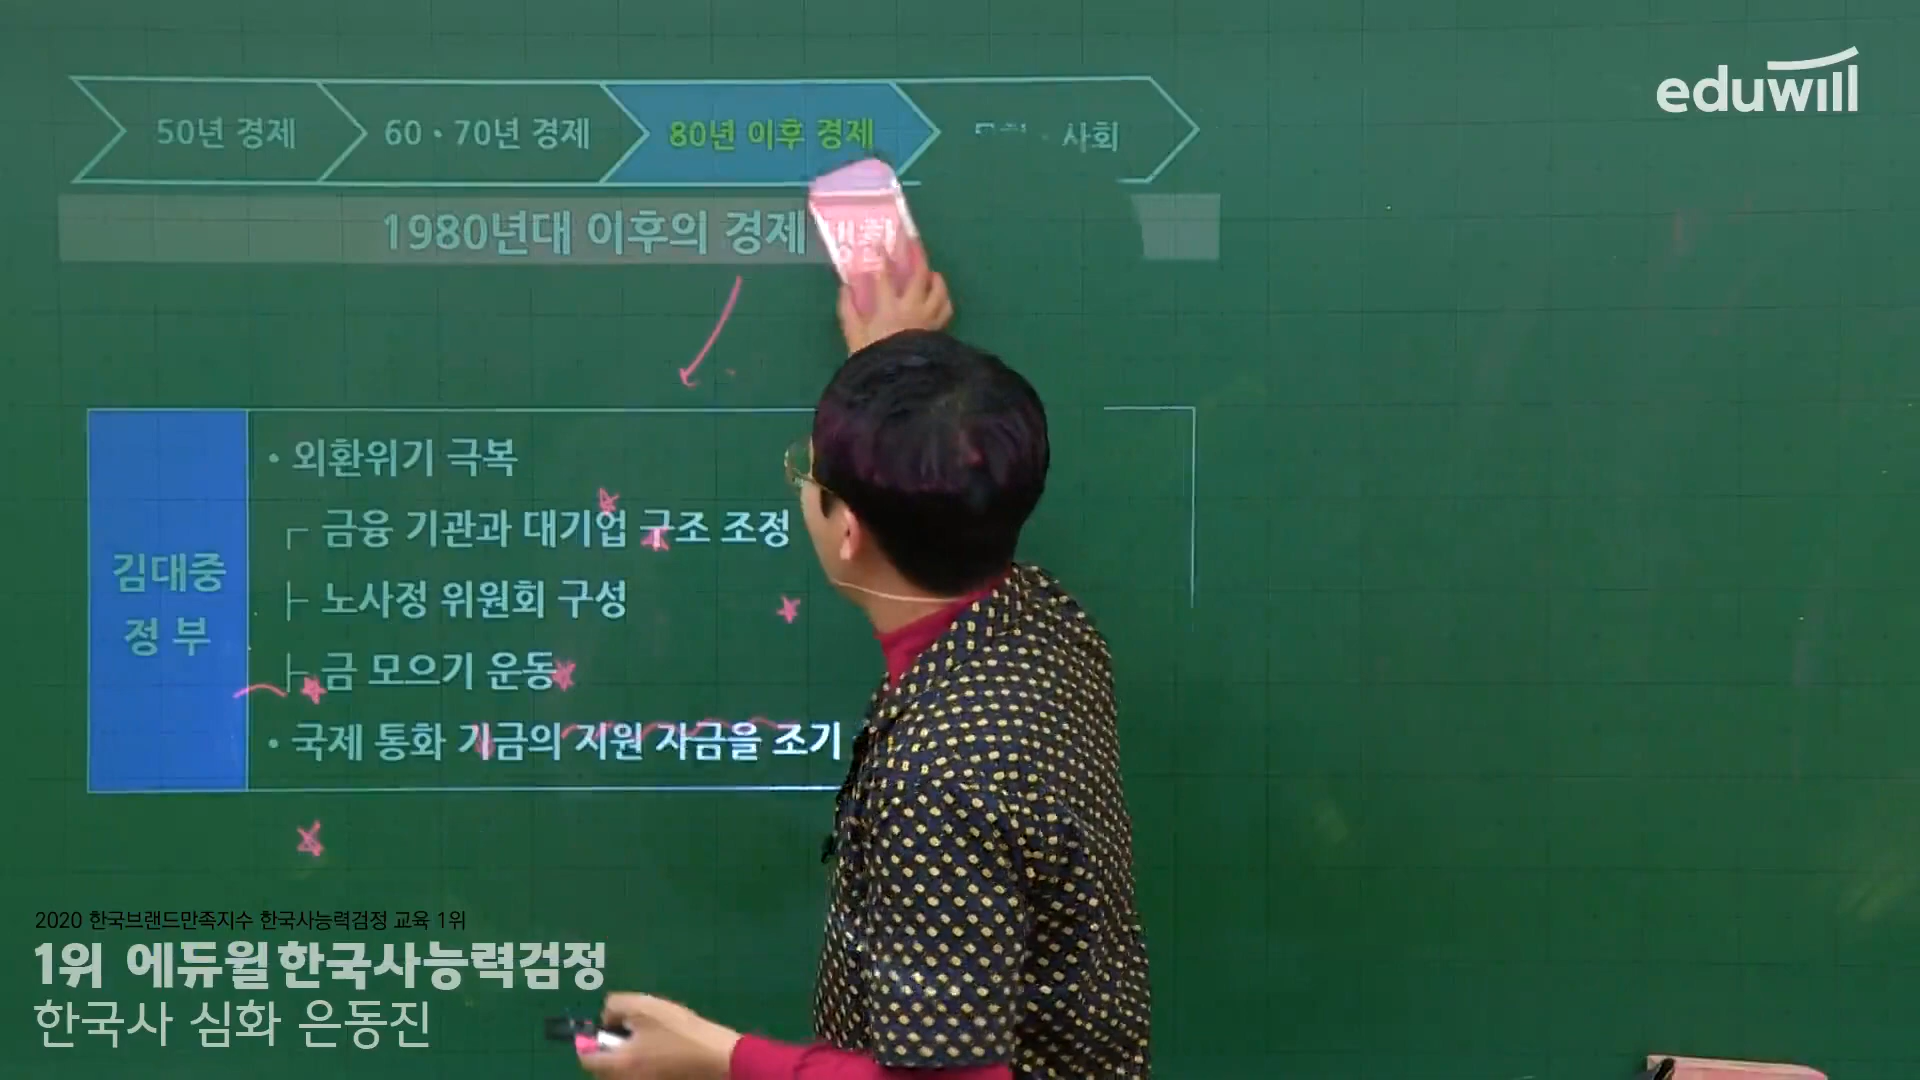 eduwill
50년 경제
60·70년 경제
80년 이후 경제
사회
1980년대 이후의 경제 생활
• 외환위기 극복
금융 기관과 대기업 구조 조정
김대중
정 부
노사정 위원회 구성
금 모으기 운동
• 국제 통화 기금의 지원 자금을 조기
2020 한국브랜드만족지수 한국사능력검정 교육 1위
1위 에듀윌 한국사능력검정
한국사 심화 은동진